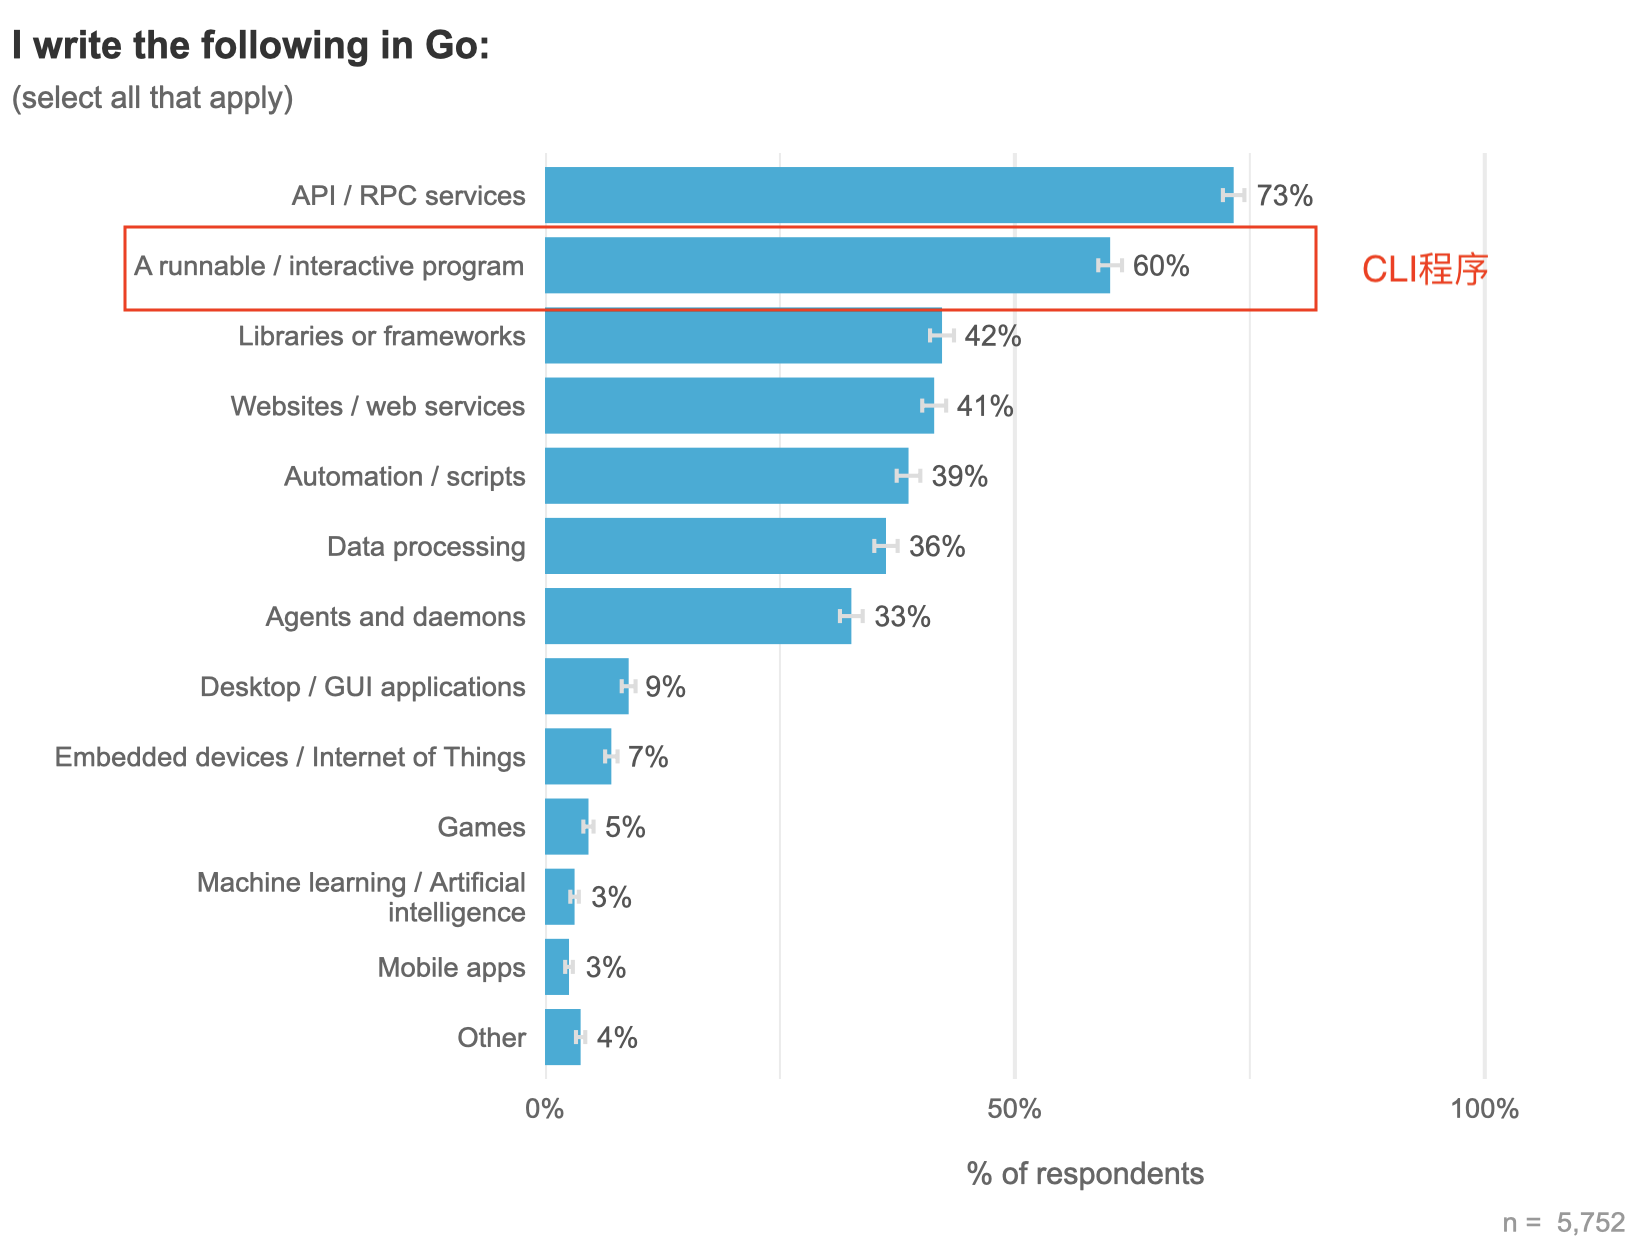 I write the following in Go:
(select all that apply)
API / RPC services 73%
A runnable / interactive program 60% CLI程序
Libraries or frameworks 42%
Websites / web services 41%
Automation / scripts 39%
Data processing 36%
Agents and daemons 33%
Desktop / GUI applications 9%
Embedded devices / Internet of Things 7%
Games 5%
Machine learning / Artificial
intelligence 3%
Mobile apps 3%
Other 4%
0% 50% 100%
% of respondents
n = 5,752